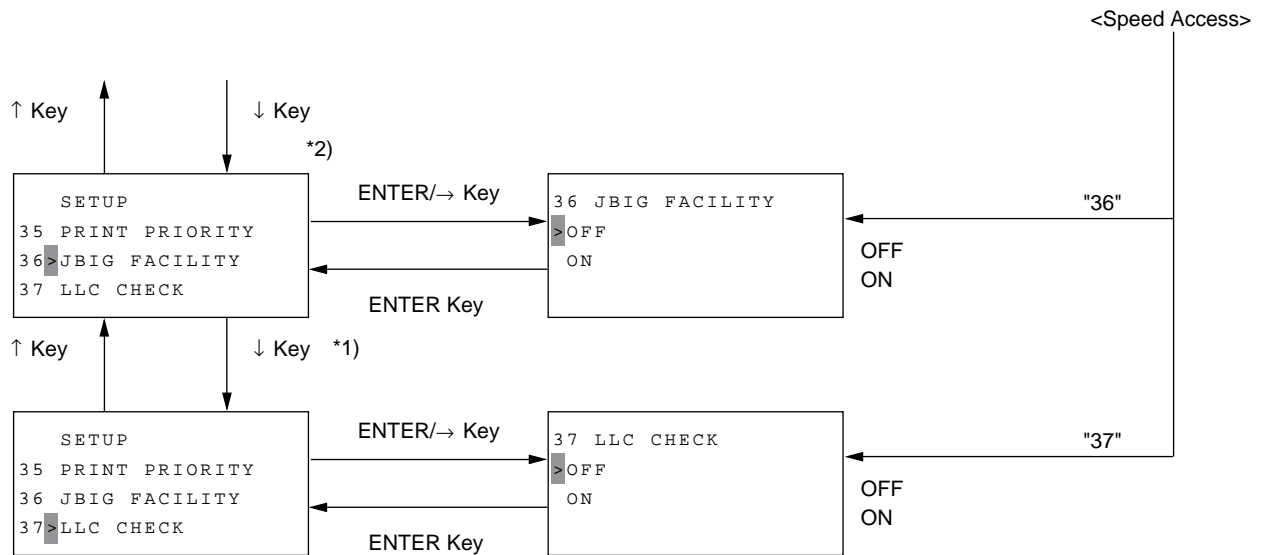 <Speed Access>
↑ Key
↓ Key
*2)
SETUP
35 PRINT PRIORITY
36>JBIG FACILITY
37 LLC CHECK
ENTER/→ Key
ENTER Key
36 JBIG FACILITY
>OFF
ON
"36"
OFF
ON
↑ Key
↓ Key *1)
SETUP
35 PRINT PRIORITY
36 JBIG FACILITY
37>LLC CHECK
ENTER/→ Key
ENTER Key
37 LLC CHECK
>OFF
ON
"37"
OFF
ON